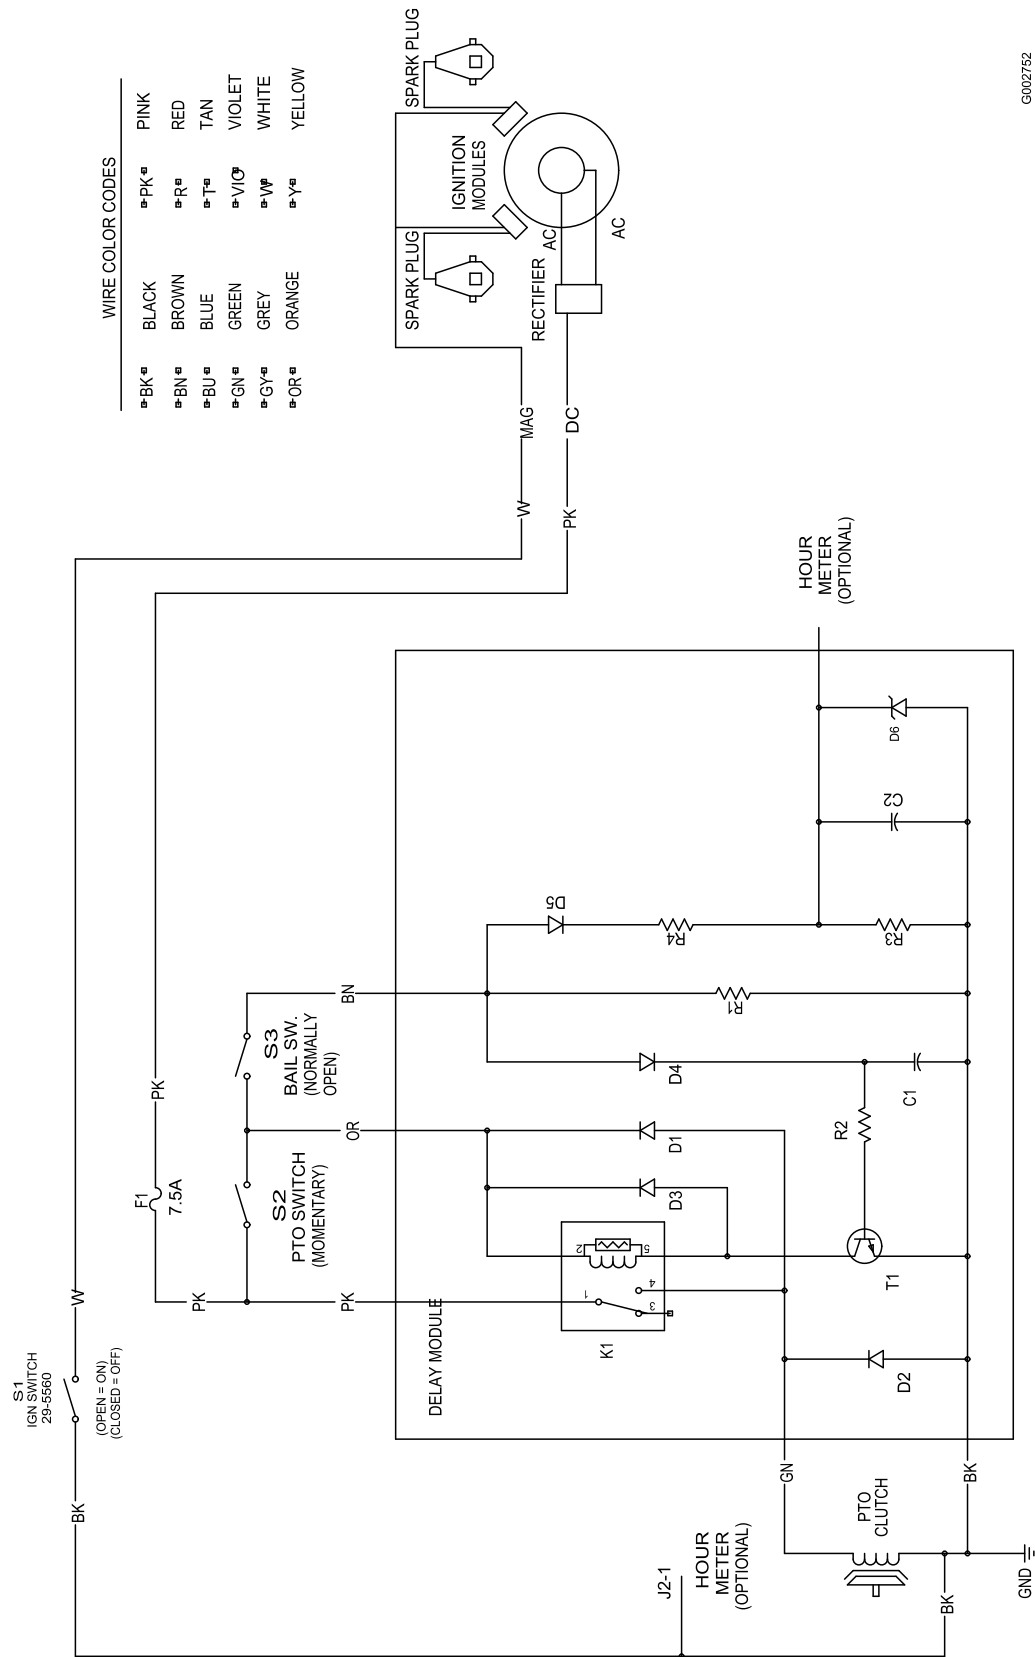 G002752
WIRE COLOR CODES
BK BLACK
BN BROWN
BU BLUE
GN GREEN
GY GREY
OR ORANGE
PK PINK
R RED
T TAN
VIO VIOLET
W WHITE
Y YELLOW
SPARK PLUG
SPARK PLUG
IGNITION
MODULES
AC
AC
RECTIFIER
MAG
DC
W
PK
HOUR
METER
(OPTIONAL)
W
PK
F1
7.5A
PK
PK
S1
IGN SWITCH
29-5560
(OPEN = ON)
(CLOSED = OFF)
BK
S2
PTO SWITCH
(MOMENTARY)
S3
BAIL SW.
(NORMALLY
OPEN)
BN
OR
DELAY MODULE
D5
R4
R3
C2
D6
R1
D4
C1
R2
D1
D3
T1
K1
1
2
3
4
5
D2
GN
BK
PTO
CLUTCH
J2-1
HOUR
METER
(OPTIONAL)
BK
GND